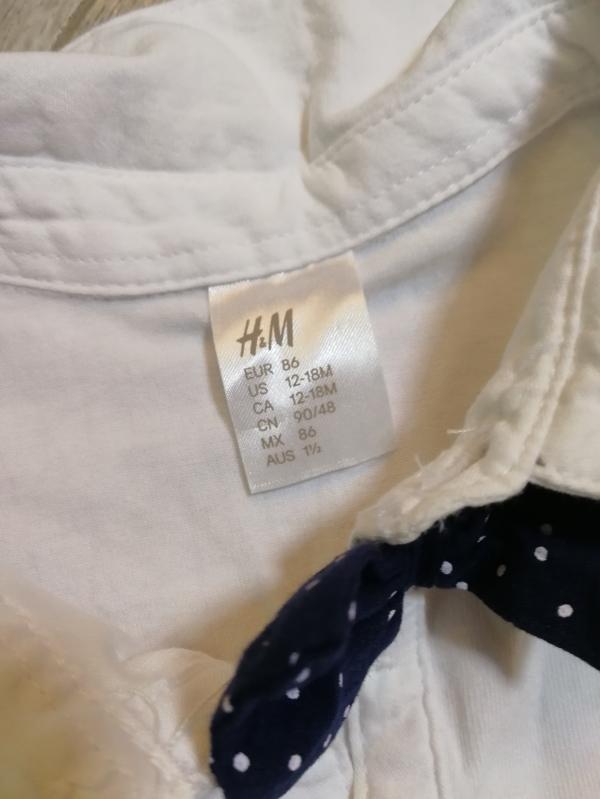 H&M
EUR 86
US 12-18M
CA 12-18M
CN 90/48
MX 86
AUS 1½